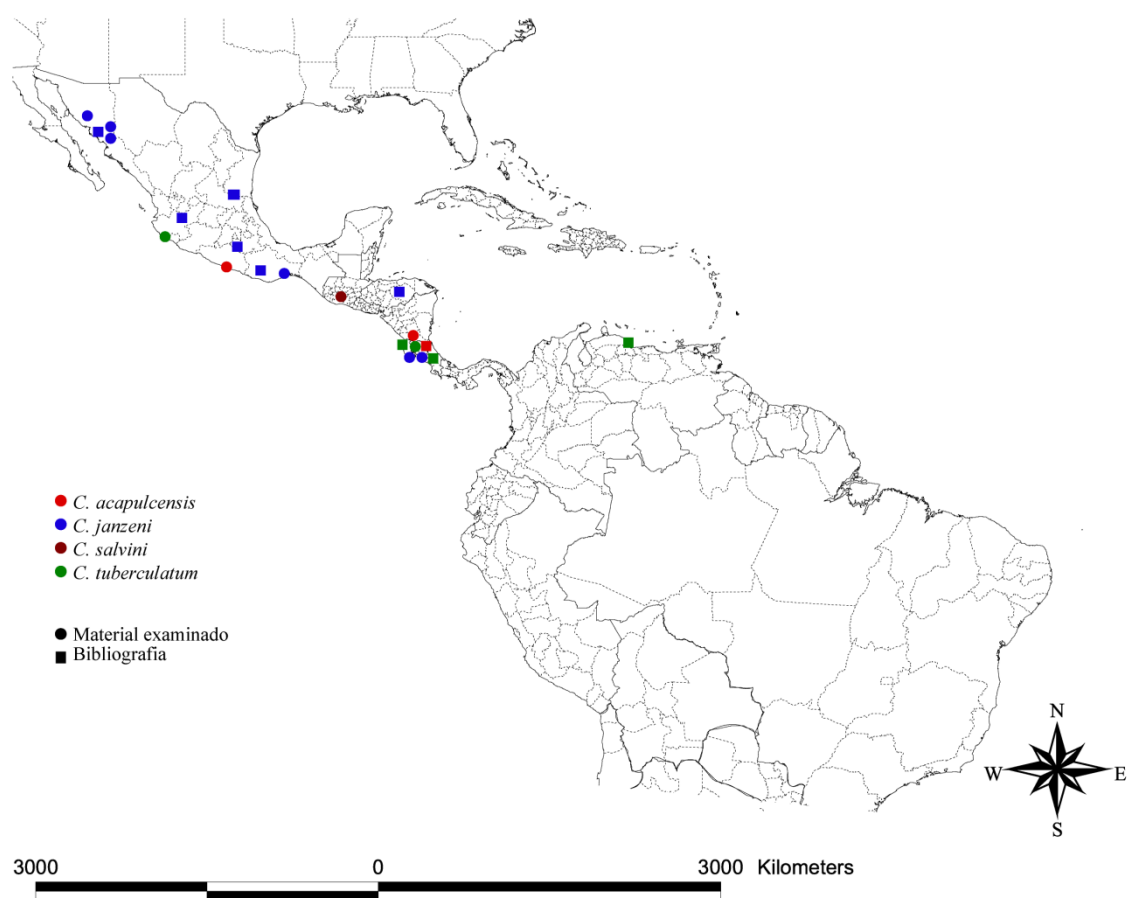 C. acapulcensis
C. janzeni
C. salvini
C. tuberculatum
Material examinado
Bibliografia
N
W
E
S
3000 0 3000 Kilometers